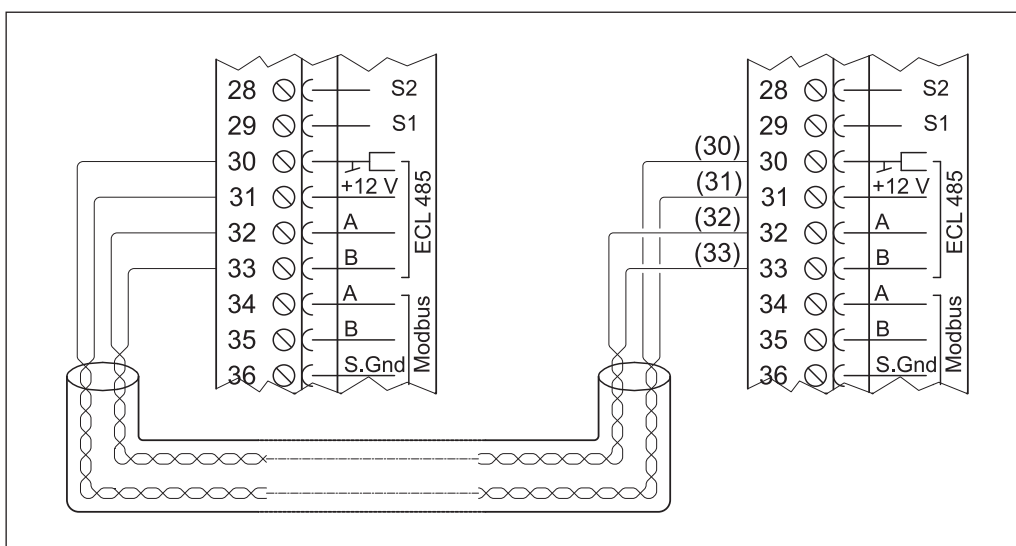 28 S2
29 S1
30
31 +12 V
32 A
33 B
ECL 485
34 A
35 B
36 S.Gnd
Modbus
28 S2
29 S1
(30) 30
(31) 31 +12 V
(32) 32 A
(33) 33 B
ECL 485
34 A
35 B
36 S.Gnd
Modbus